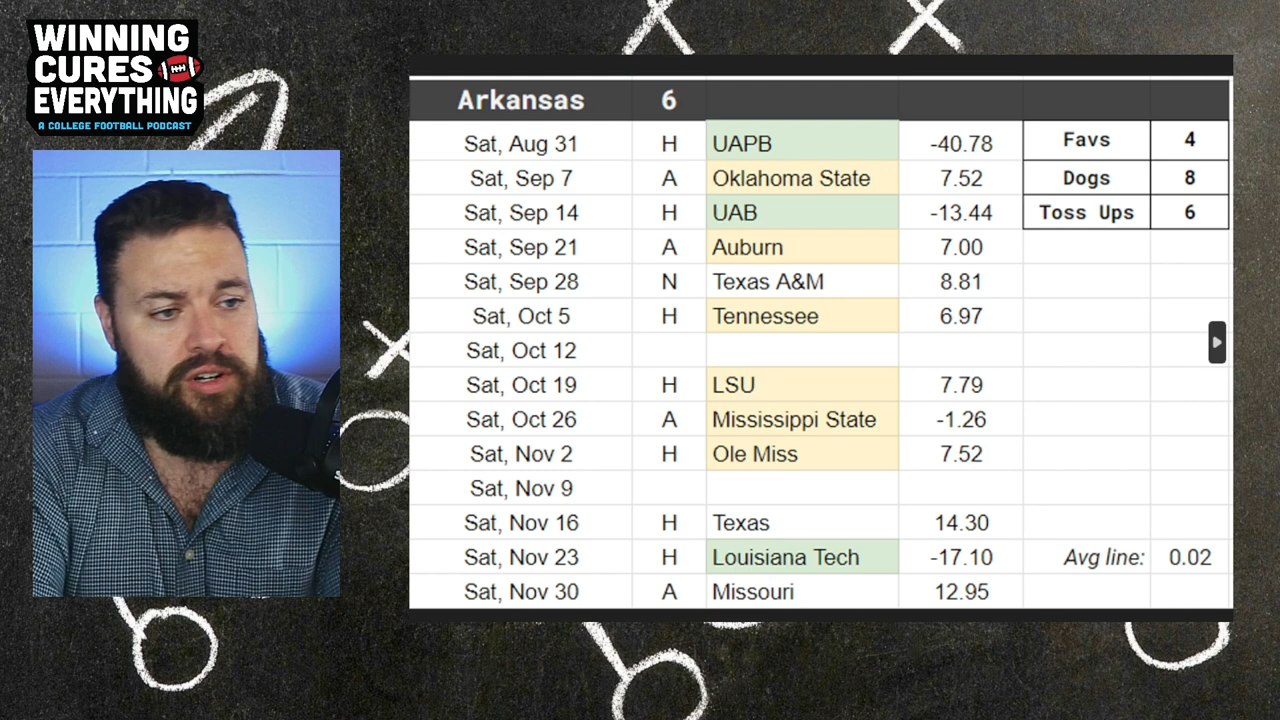 WINNING
CURES
EVERYTHING
A COLLEGE FOOTBALL PODCAST
Arkansas 6
Sat, Aug 31 H UAPB -40.78 Favs 4
Sat, Sep 7 A Oklahoma State 7.52 Dogs 8
Sat, Sep 14 H UAB -13.44 Toss Ups 6
Sat, Sep 21 A Auburn 7.00
Sat, Sep 28 N Texas A&M 8.81
Sat, Oct 5 H Tennessee 6.97
Sat, Oct 12
Sat, Oct 19 H LSU 7.79
Sat, Oct 26 A Mississippi State -1.26
Sat, Nov 2 H Ole Miss 7.52
Sat, Nov 9
Sat, Nov 16 H Texas 14.30
Sat, Nov 23 H Louisiana Tech -17.10 Avg line: 0.02
Sat, Nov 30 A Missouri 12.95